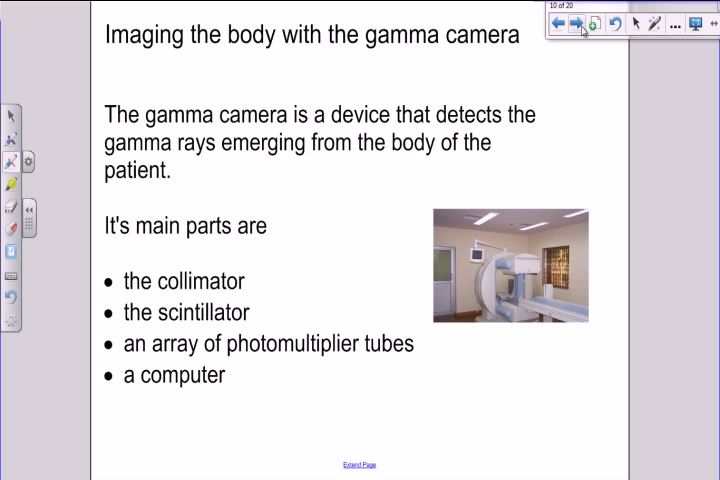 10 of 20
Imaging the body with the gamma camera
The gamma camera is a device that detects the
gamma rays emerging from the body of the
patient.
It's main parts are
• the collimator
• the scintillator
• an array of photomultiplier tubes
• a computer
Extend Page